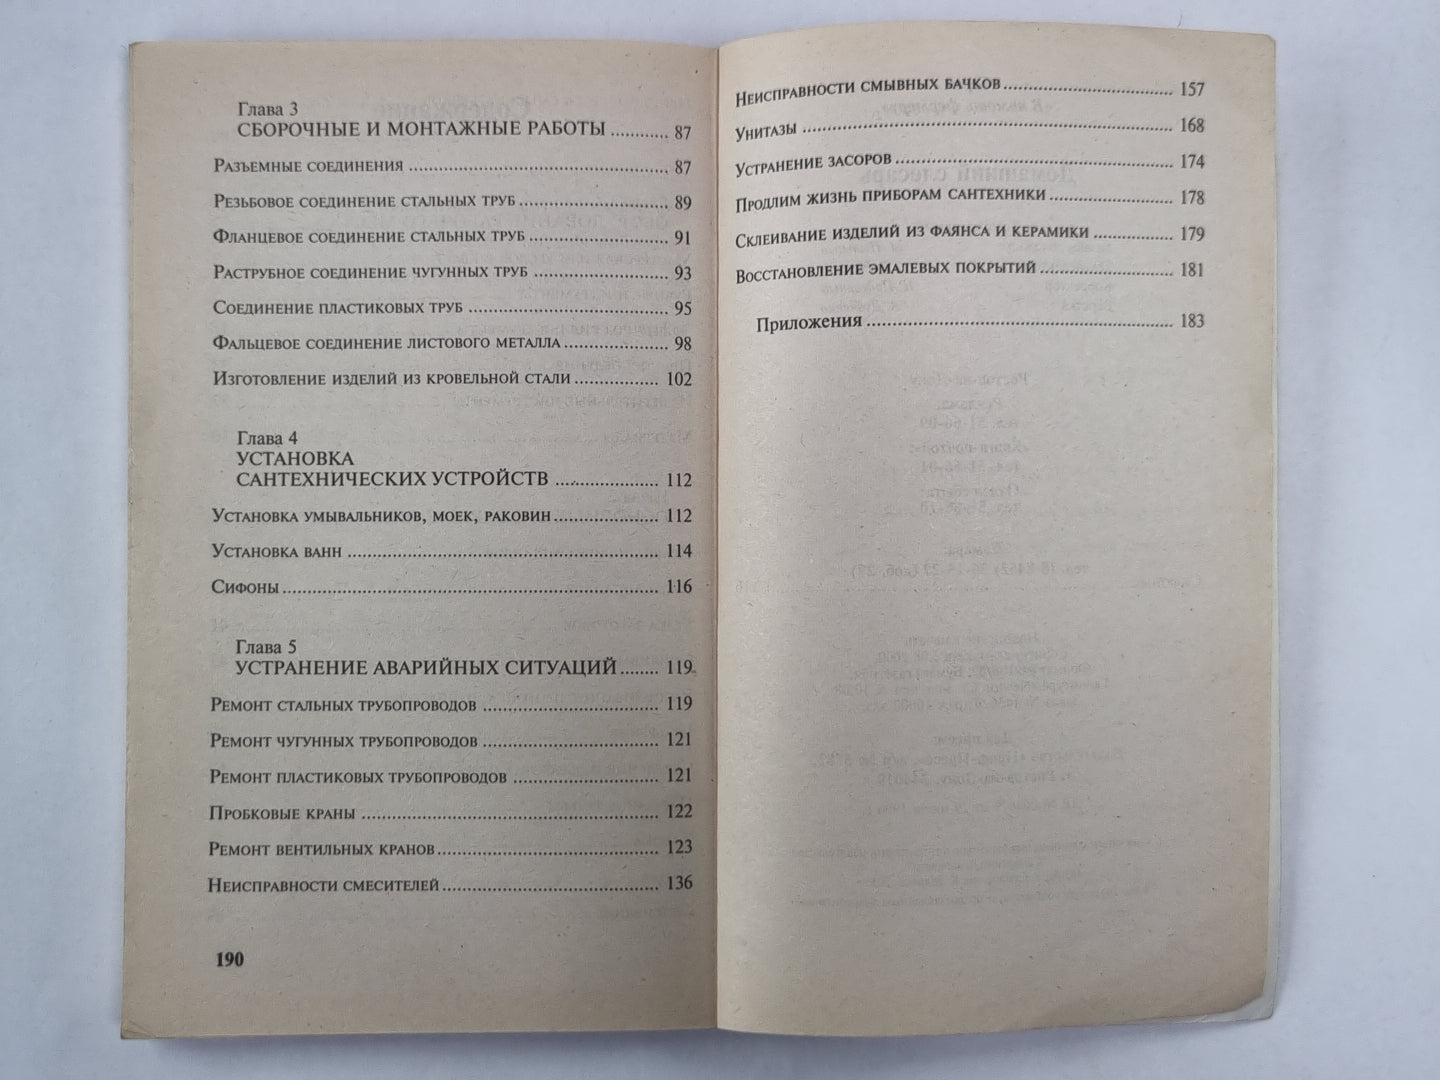 Глава 3
СБОРОЧНЫЕ И МОНТАЖНЫЕ РАБОТЫ .......... 87
Разъемные соединения .......... 87
Резьбовое соединение стальных труб .......... 89
Фланцевое соединение стальных труб .......... 91
Раструбное соединение чугунных труб .......... 93
Соединение пластиковых труб .......... 95
Фальцевое соединение листового металла .......... 98
Изготовление изделий из кровельной стали .......... 102
Глава 4
УСТАНОВКА
САНТЕХНИЧЕСКИХ УСТРОЙСТВ .......... 112
Установка умывальников, моек, раковин .......... 112
Установка ванн .......... 114
Сифоны .......... 116
Глава 5
УСТРАНЕНИЕ АВАРИЙНЫХ СИТУАЦИЙ .......... 119
Ремонт стальных трубопроводов .......... 119
Ремонт чугунных трубопроводов .......... 121
Ремонт пластиковых трубопроводов .......... 121
Пробковые краны .......... 122
Ремонт вентильных кранов .......... 123
Неисправности смесителей .......... 136
190
Неисправности смывных бачков .......... 157
Унитазы .......... 168
Устранение засоров .......... 174
Продлим жизнь приборам сантехники .......... 178
Склеивание изделий из фаянса и керамики .......... 179
Восстановление эмалевых покрытий .......... 181
Приложения .......... 183